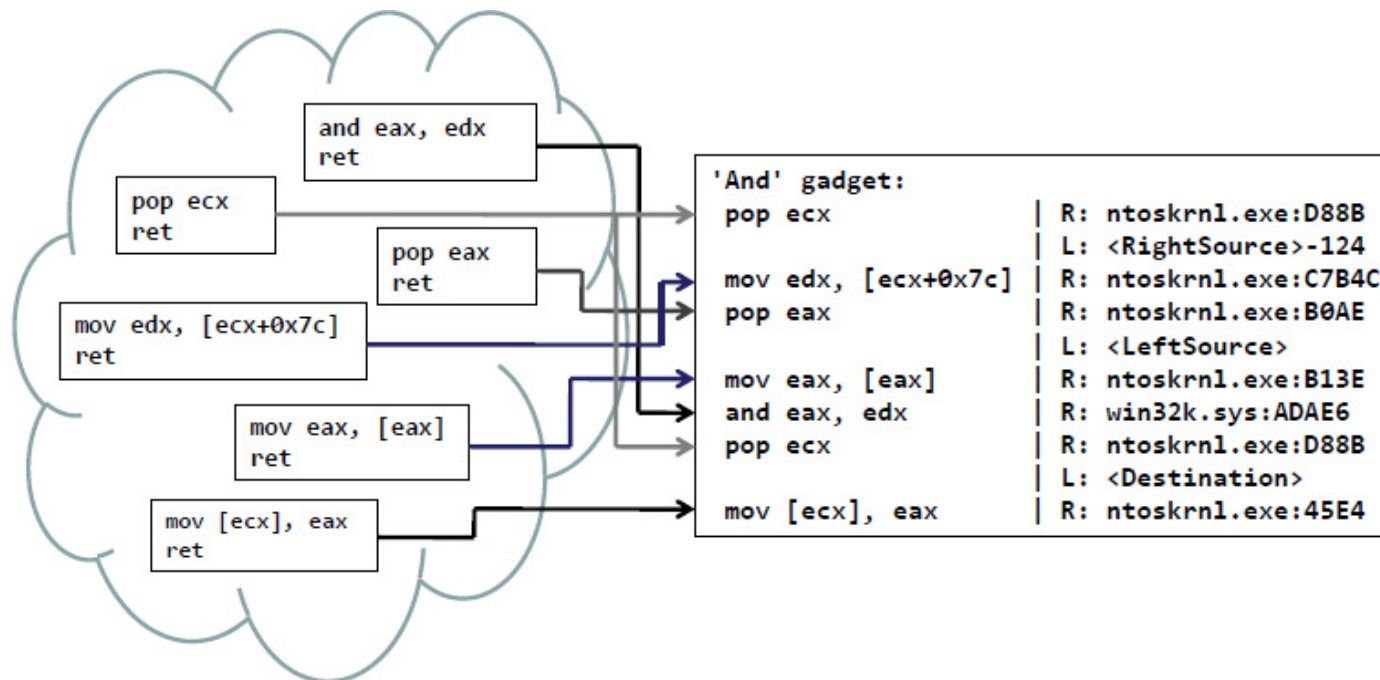 and eax, edx
ret
pop ecx
ret
pop eax
ret
mov edx, [ecx+0x7c]
ret
mov eax, [eax]
ret
mov [ecx], eax
ret
'And' gadget:
pop ecx | R: ntoskrnl.exe:D88B
| L: <RightSource>-124
mov edx, [ecx+0x7c] | R: ntoskrnl.exe:C7B4C
pop eax | R: ntoskrnl.exe:B0AE
| L: <LeftSource>
mov eax, [eax] | R: ntoskrnl.exe:B13E
and eax, edx | R: win32k.sys:ADAE6
pop ecx | R: ntoskrnl.exe:D88B
| L: <Destination>
mov [ecx], eax | R: ntoskrnl.exe:45E4